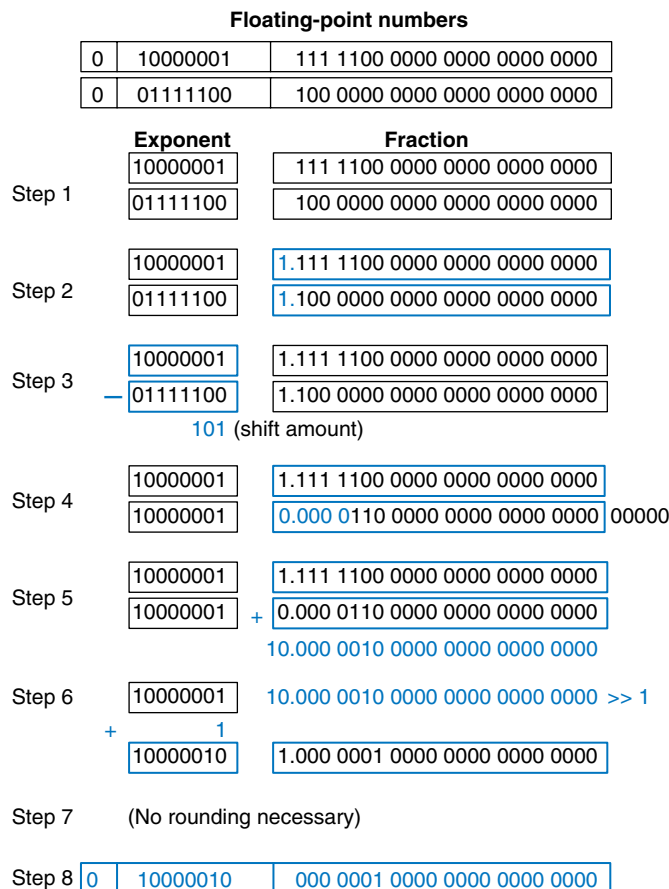 Floating-point numbers
0 10000001 111 1100 0000 0000 0000 0000
0 01111100 100 0000 0000 0000 0000 0000
Exponent Fraction
10000001 111 1100 0000 0000 0000 0000
Step 1
01111100 100 0000 0000 0000 0000 0000
10000001 1.111 1100 0000 0000 0000 0000
Step 2
01111100 1.100 0000 0000 0000 0000 0000
10000001 1.111 1100 0000 0000 0000 0000
Step 3
– 01111100 1.100 0000 0000 0000 0000 0000
101 (shift amount)
10000001 1.111 1100 0000 0000 0000 0000
Step 4
10000001 0.000 0110 0000 0000 0000 0000 00000
10000001 1.111 1100 0000 0000 0000 0000
Step 5
10000001 + 0.000 0110 0000 0000 0000 0000
10.000 0010 0000 0000 0000 0000
Step 6 10000001 10.000 0010 0000 0000 0000 0000 >> 1
+ 1
10000010 1.000 0001 0000 0000 0000 0000
Step 7 (No rounding necessary)
Step 8 0 10000010 000 0001 0000 0000 0000 0000